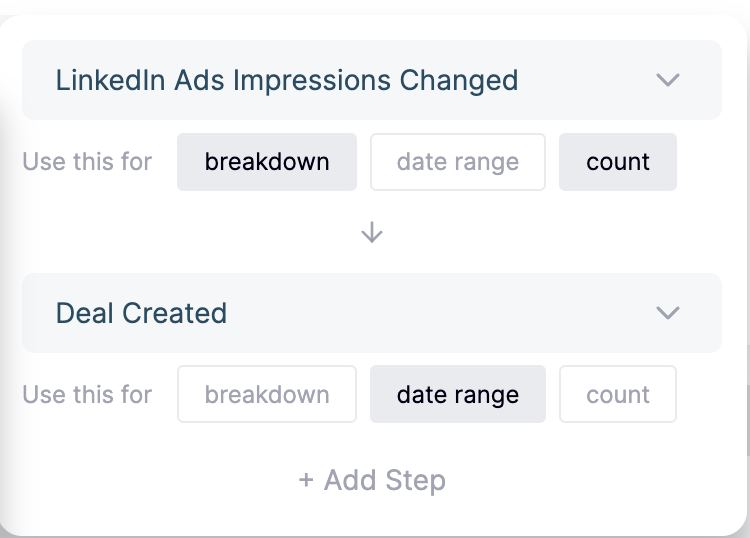 LinkedIn Ads Impressions Changed
Use this for breakdown date range count
Deal Created
Use this for breakdown date range count
+ Add Step